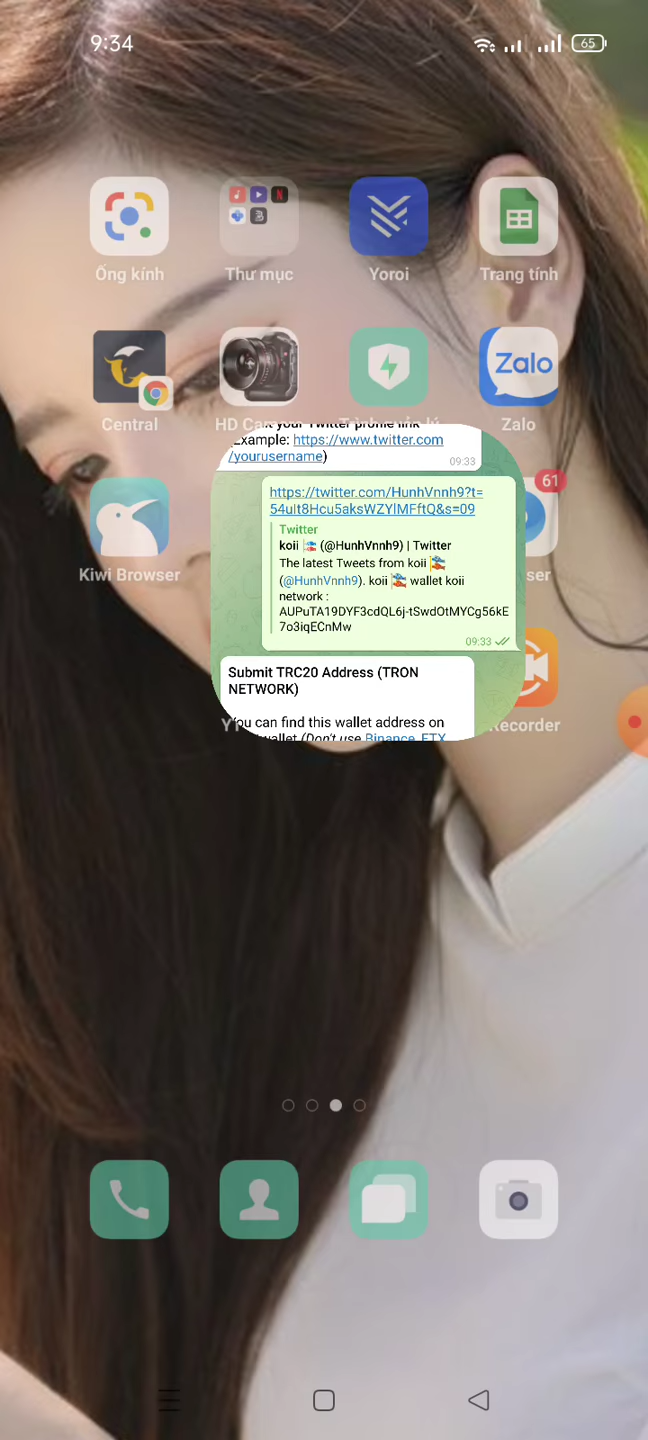 9:34
65
Ống kính
Thư mục
Yoroi
Trang tính
Zalo
Central
HD
Zalo
your Twitter profile link
Example: https://www.twitter.com
/yourusername)
09:33
61
https://twitter.com/HunhVnnh9?t=
54uIt8Hcu5aksWZYlMFftQ&s=09
Twitter
koii (@HunhVnnh9) | Twitter
The latest Tweets from koii
(@HunhVnnh9). koii wallet koii
network :
AUPuTA19DYF3cdQL6j-tSwdOtMYCg56kE
7o3iqECnMw
09:33
Kiwi Browser
ser
Submit TRC20 Address (TRON
NETWORK)
You can find this wallet address on
wallet (Don't use Binance, FTX
Recorder